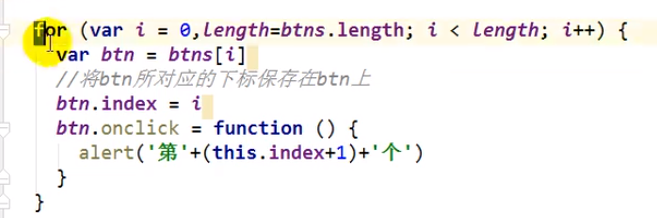 for (var i = 0,length=btns.length; i < length; i++) {
var btn = btns[i]
//将btn所对应的下标保存在btn上
btn.index = i
btn.onclick = function () {
alert('第'+(this.index+1)+'个')
}
}